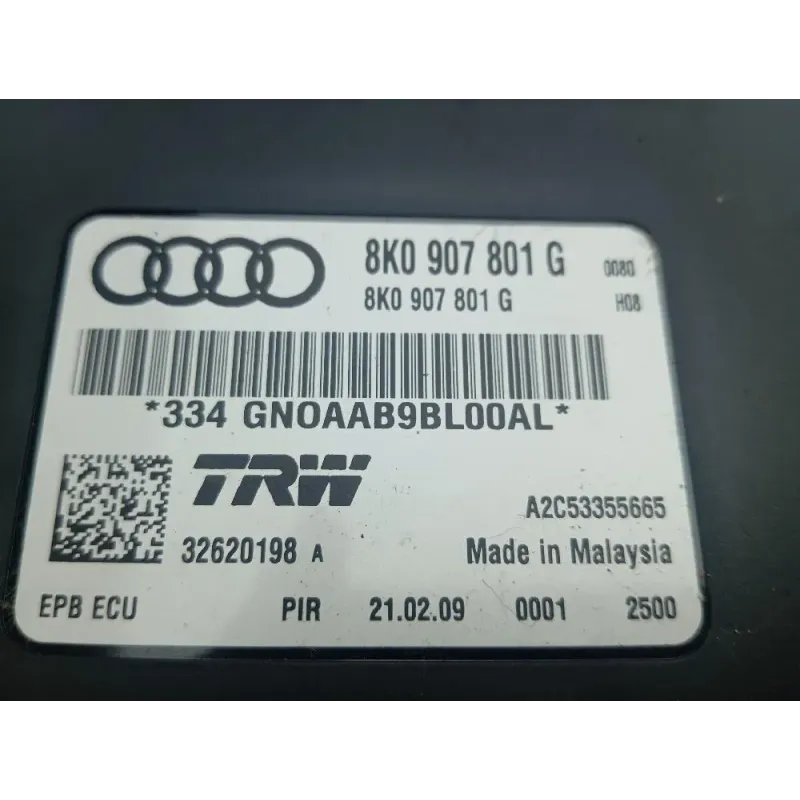 8K0 907 801 G 0080
8K0 907 801 G H08
*334 GN0AAB9BL00AL*
TRW
A2C53355665
32620198 A Made in Malaysia
EPB ECU PIR 21.02.09 0001 2500